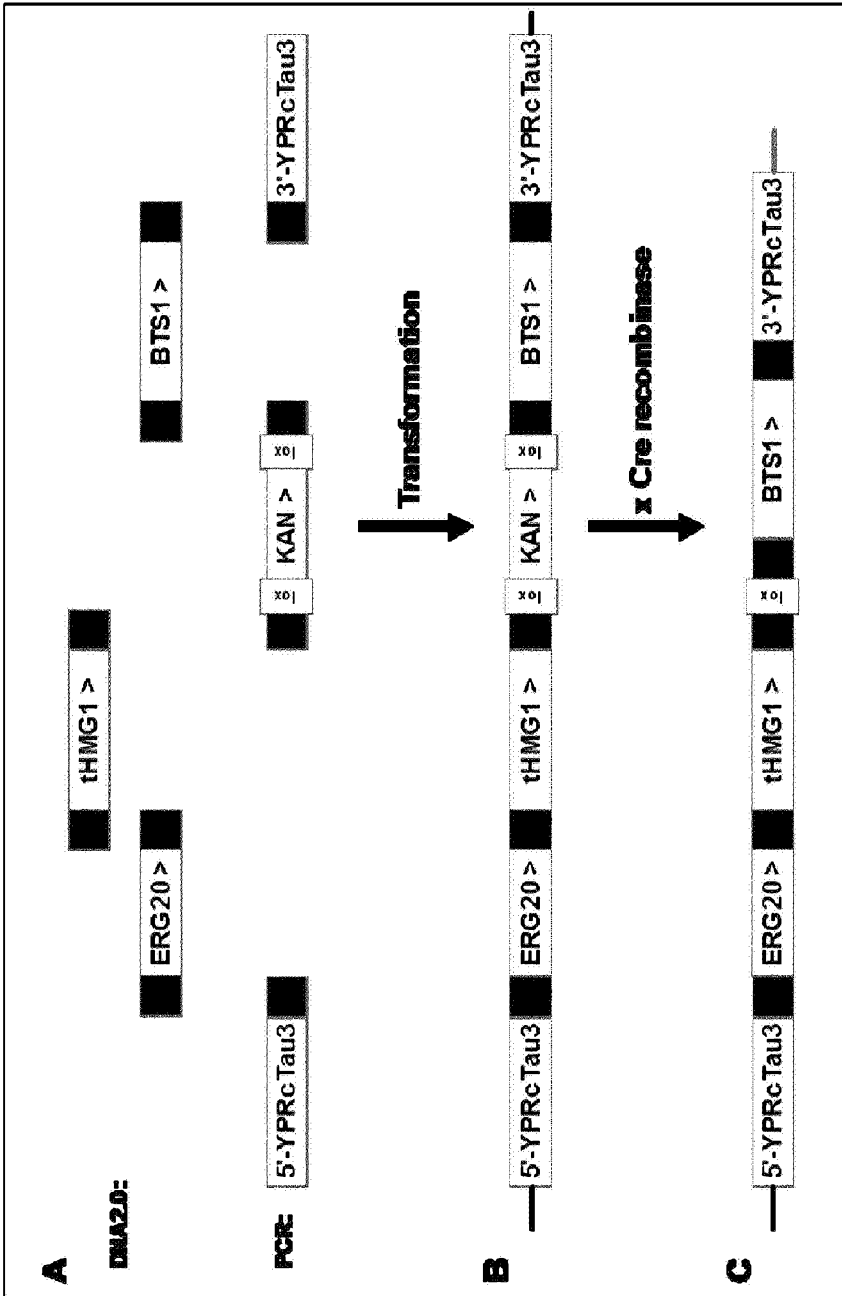 A
DNA2.0::
tHMG1 >
ERG20 >
BTS1 >
PCR::
5'-YPRcTau3
lox
KAN >
lox
3'-YPRcTau3
Transformation
B
5'-YPRcTau3
ERG20 >
tHMG1 >
lox
KAN >
lox
BTS1 >
3'-YPRcTau3
x Cre recombinase
C
5'-YPRcTau3
ERG20 >
tHMG1 >
lox
BTS1 >
3'-YPRcTau3